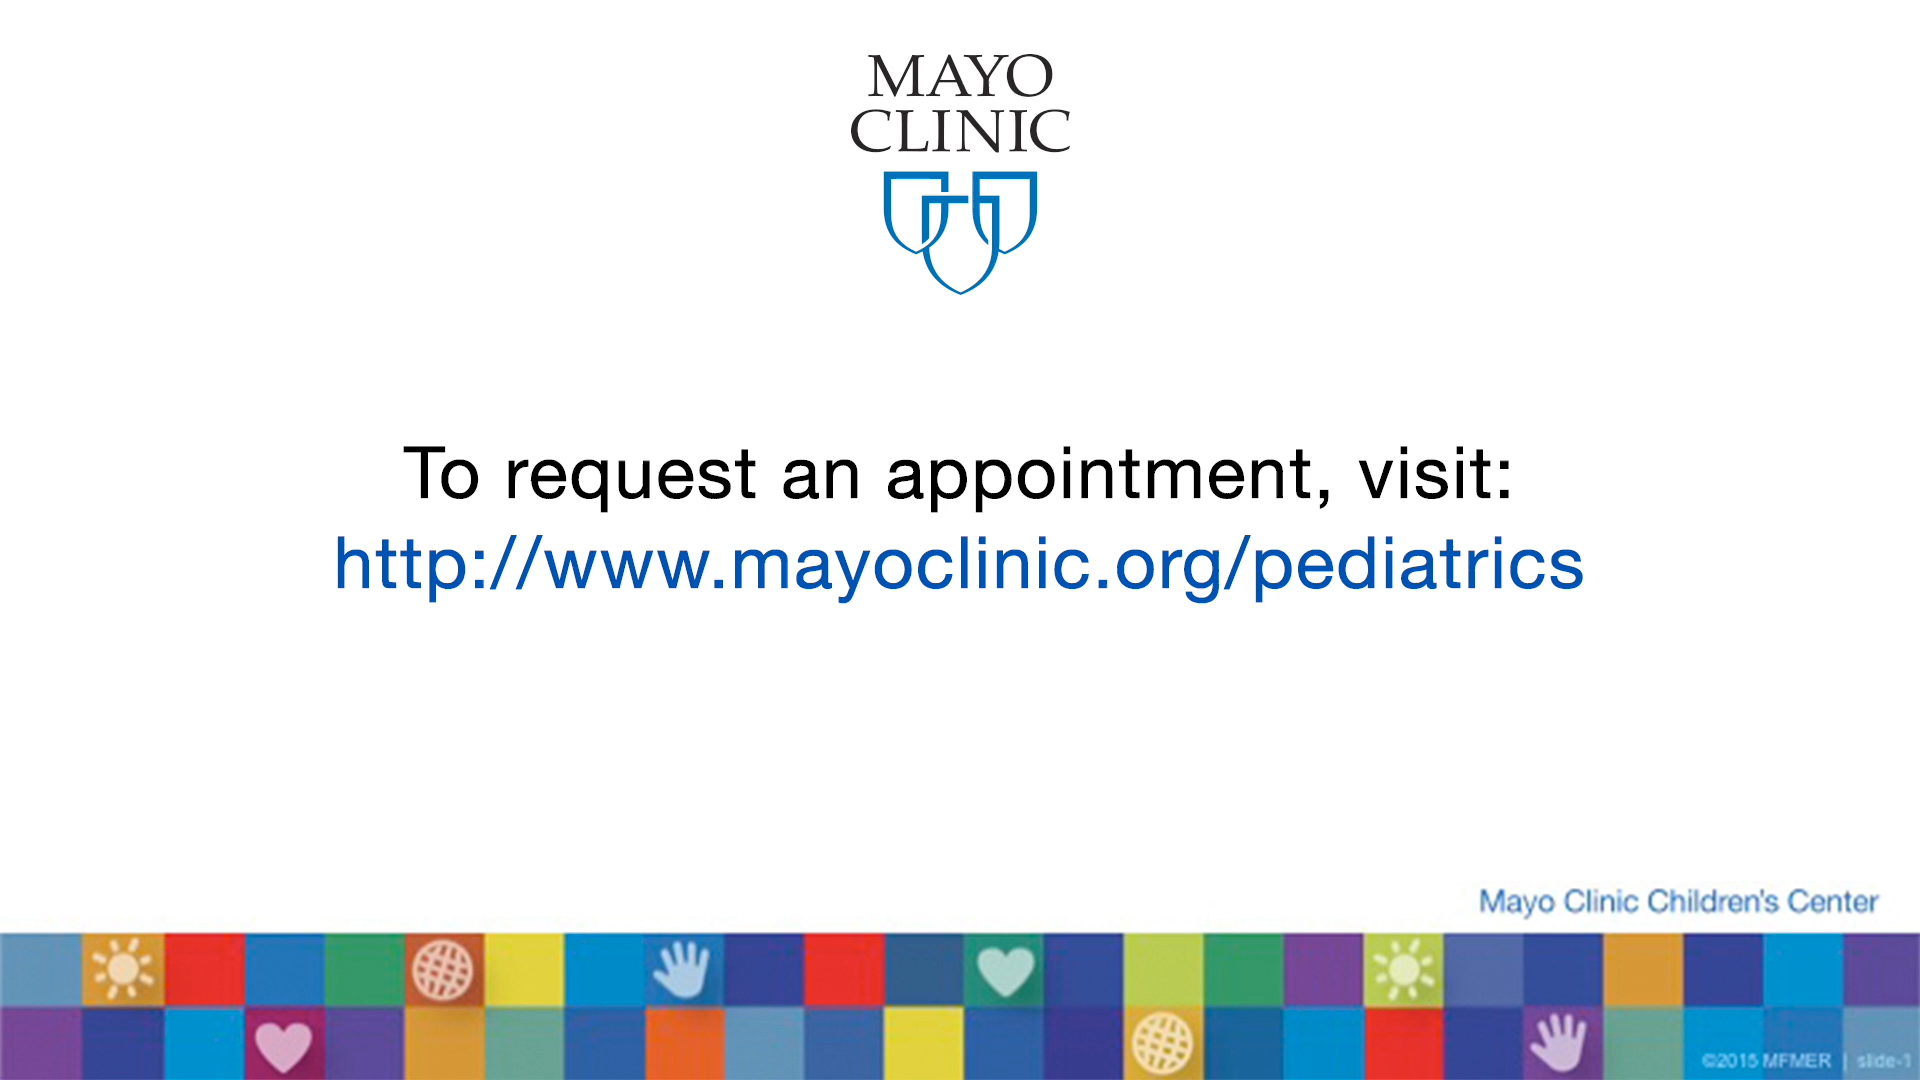 MAYO
CLINIC
To request an appointment, visit:
http://www.mayoclinic.org/pediatrics
Mayo Clinic Children's Center
©2015 MFMER | slide-1